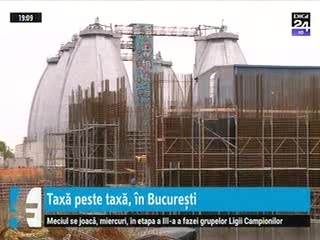 19:09
DIGI
24
HD
Taxă peste taxă, în București
Meciul se joacă, miercuri, în etapa a III-a a fazei grupelor Ligii Campionilor